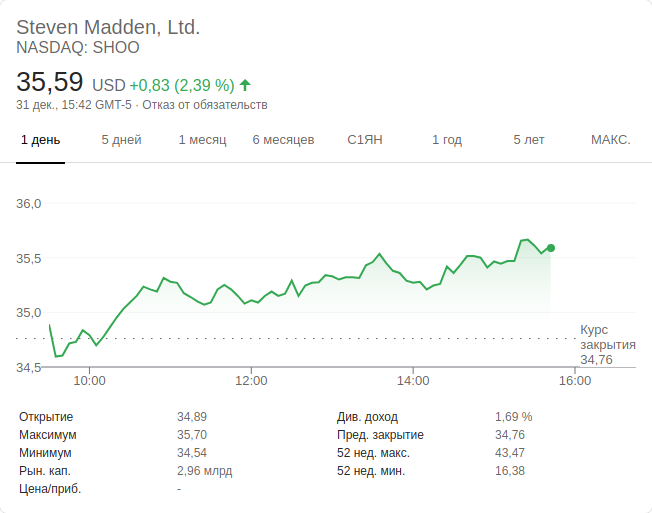 Steven Madden, Ltd.
NASDAQ: SHOO
35,59 USD +0,83 (2,39 %)
31 дек., 15:42 GMT-5 · Отказ от обязательств
1 день 5 дней 1 месяц 6 месяцев С1ЯН 1 год 5 лет МАКС.
36,0
35,5
35,0
34,5
Курс
закрытия
34,76
10:00 12:00 14:00 16:00
Открытие 34,89 Див. доход 1,69 %
Максимум 35,70 Пред. закрытие 34,76
Минимум 34,54 52 нед. макс. 43,47
Рын. кап. 2,96 млрд 52 нед. мин. 16,38
Цена/приб. -